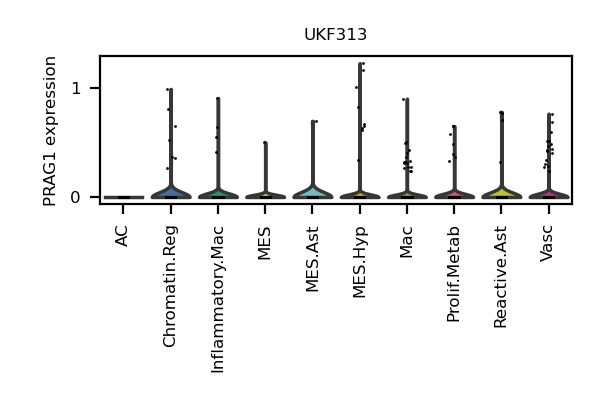 UKF313
PRAG1 expression
1
0
AC
Chromatin.Reg
Inflammatory.Mac
MES
MES.Ast
MES.Hyp
Mac
Prolif.Metab
Reactive.Ast
Vasc